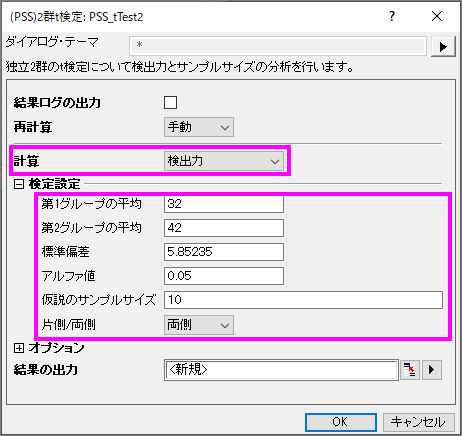 (PSS)2群t検定: PSS_tTest2
ダイアログ・テーマ *
独立2群のt検定について検出力とサンプルサイズの分析を行います。
結果ログの出力
再計算 手動
計算 検出力
検定設定
第1グループの平均 32
第2グループの平均 42
標準偏差 5.85235
アルファ値 0.05
仮説のサンプルサイズ 10
片側/両側 両側
オプション
結果の出力 <新規>
OK キャンセル